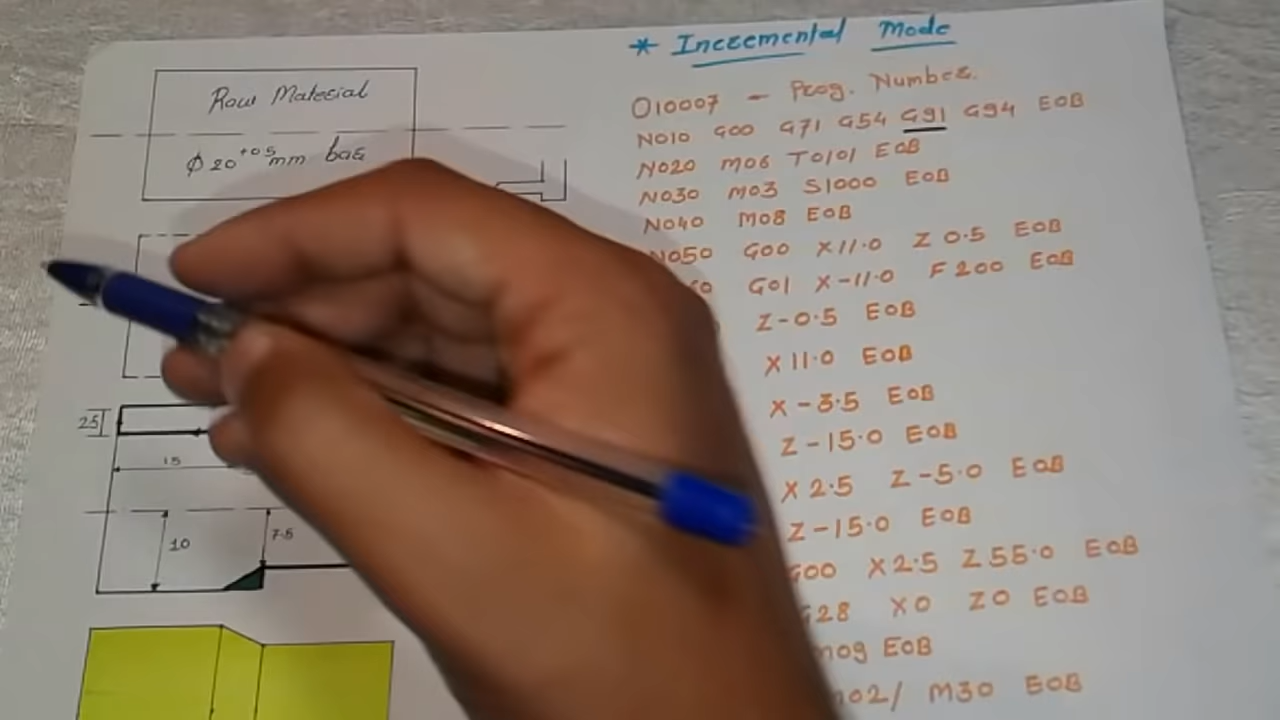 Raw Material
ϕ 20 +0.5 mm bar
25
15
10
7.5
* Incremental Mode
O10007 - Prog. Number.
N010 G00 G71 G54 G91 G94 EOB
N020 M06 T0101 EOB
N030 M03 S1000 EOB
N040 M08 EOB
N050 G00 X11.0 Z 0.5 EOB
G01 X-11.0 F200 EOB
Z-0.5 EOB
X11.0 EOB
X-3.5 EOB
Z-15.0 EOB
X2.5 Z-5.0 EOB
Z-15.0 EOB
G00 X2.5 Z55.0 EOB
G28 X0 Z0 EOB
M09 EOB
M02/ M30 EOB